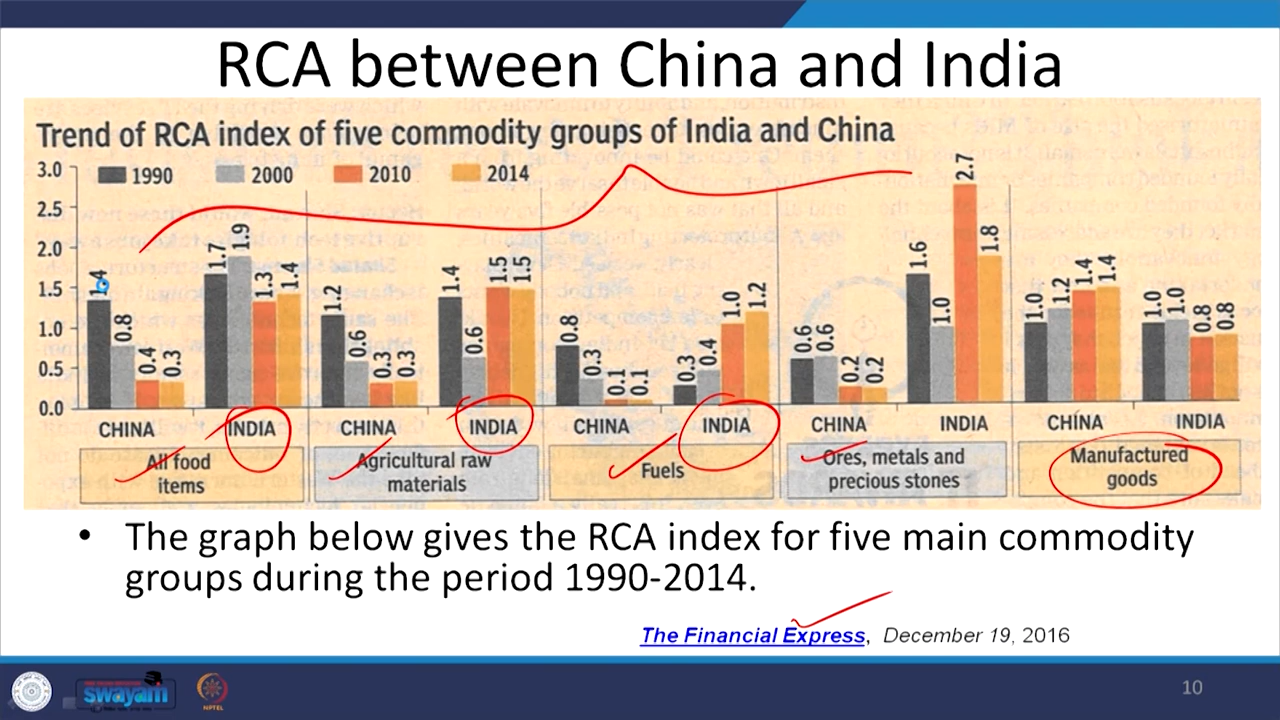 RCA between China and India
Trend of RCA index of five commodity groups of India and China
3.0
2.5
2.0
1.5
1.0
0.5
0.0
1990 2000 2010 2014
0.8 0.4 0.3
1.9 1.3 1.4
1.2 0.6 0.3 0.3
1.4 0.6 1.5 1.5
0.8 0.3 0.1 0.1
0.3 0.4 1.0 1.2
0.6 0.6 0.2 0.2
1.6 1.0 2.7 1.8
1.0 1.2 1.4 1.4
1.0 1.0 0.8 0.8
CHINA INDIA CHINA INDIA CHINA INDIA CHINA INDIA CHINA INDIA
All food
items
Agricultural raw
materials
Fuels
Ores, metals and
precious stones
Manufactured
goods
• The graph below gives the RCA index for five main commodity
groups during the period 1990-2014.
The Financial Express, December 19, 2016
swayam
NPTEL
10